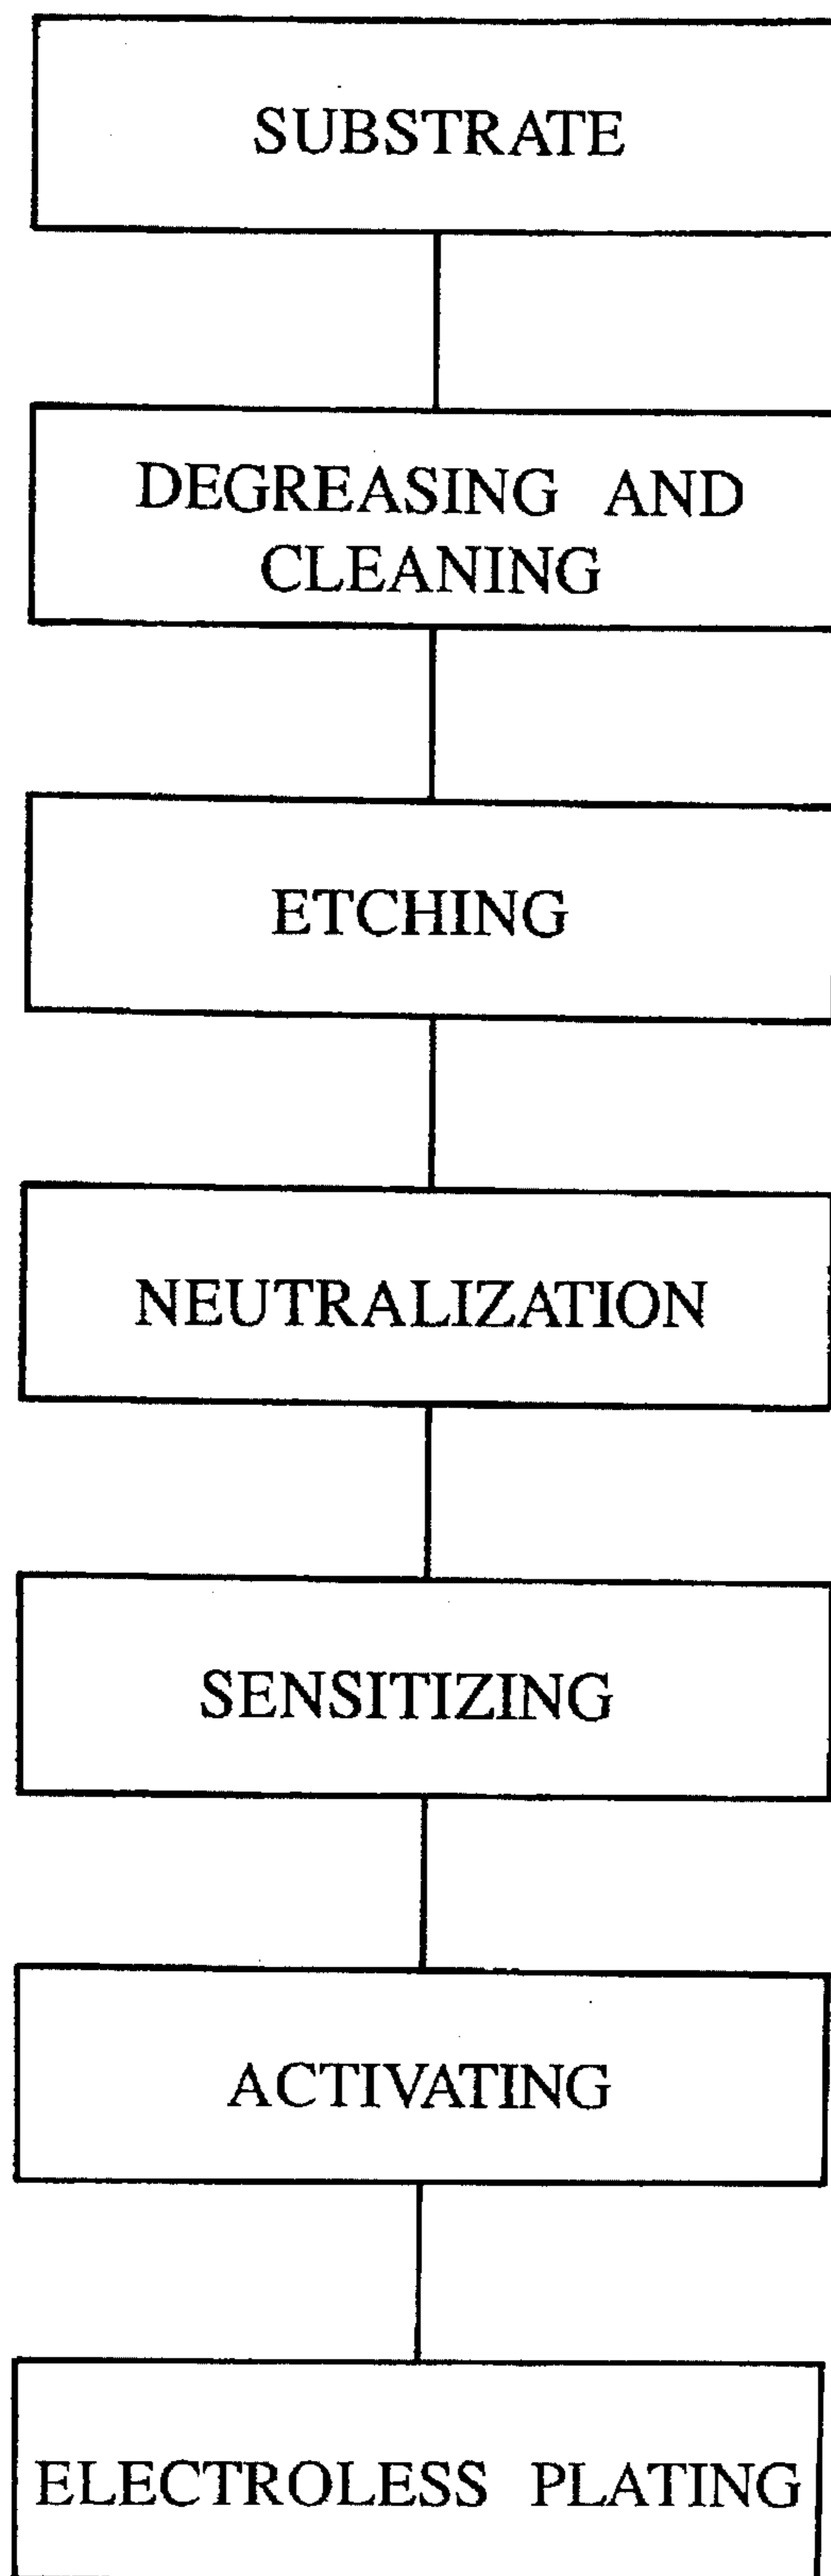 SUBSTRATE
DEGREASING AND
CLEANING
ETCHING
NEUTRALIZATION
SENSITIZING
ACTIVATING
ELECTROLESS PLATING